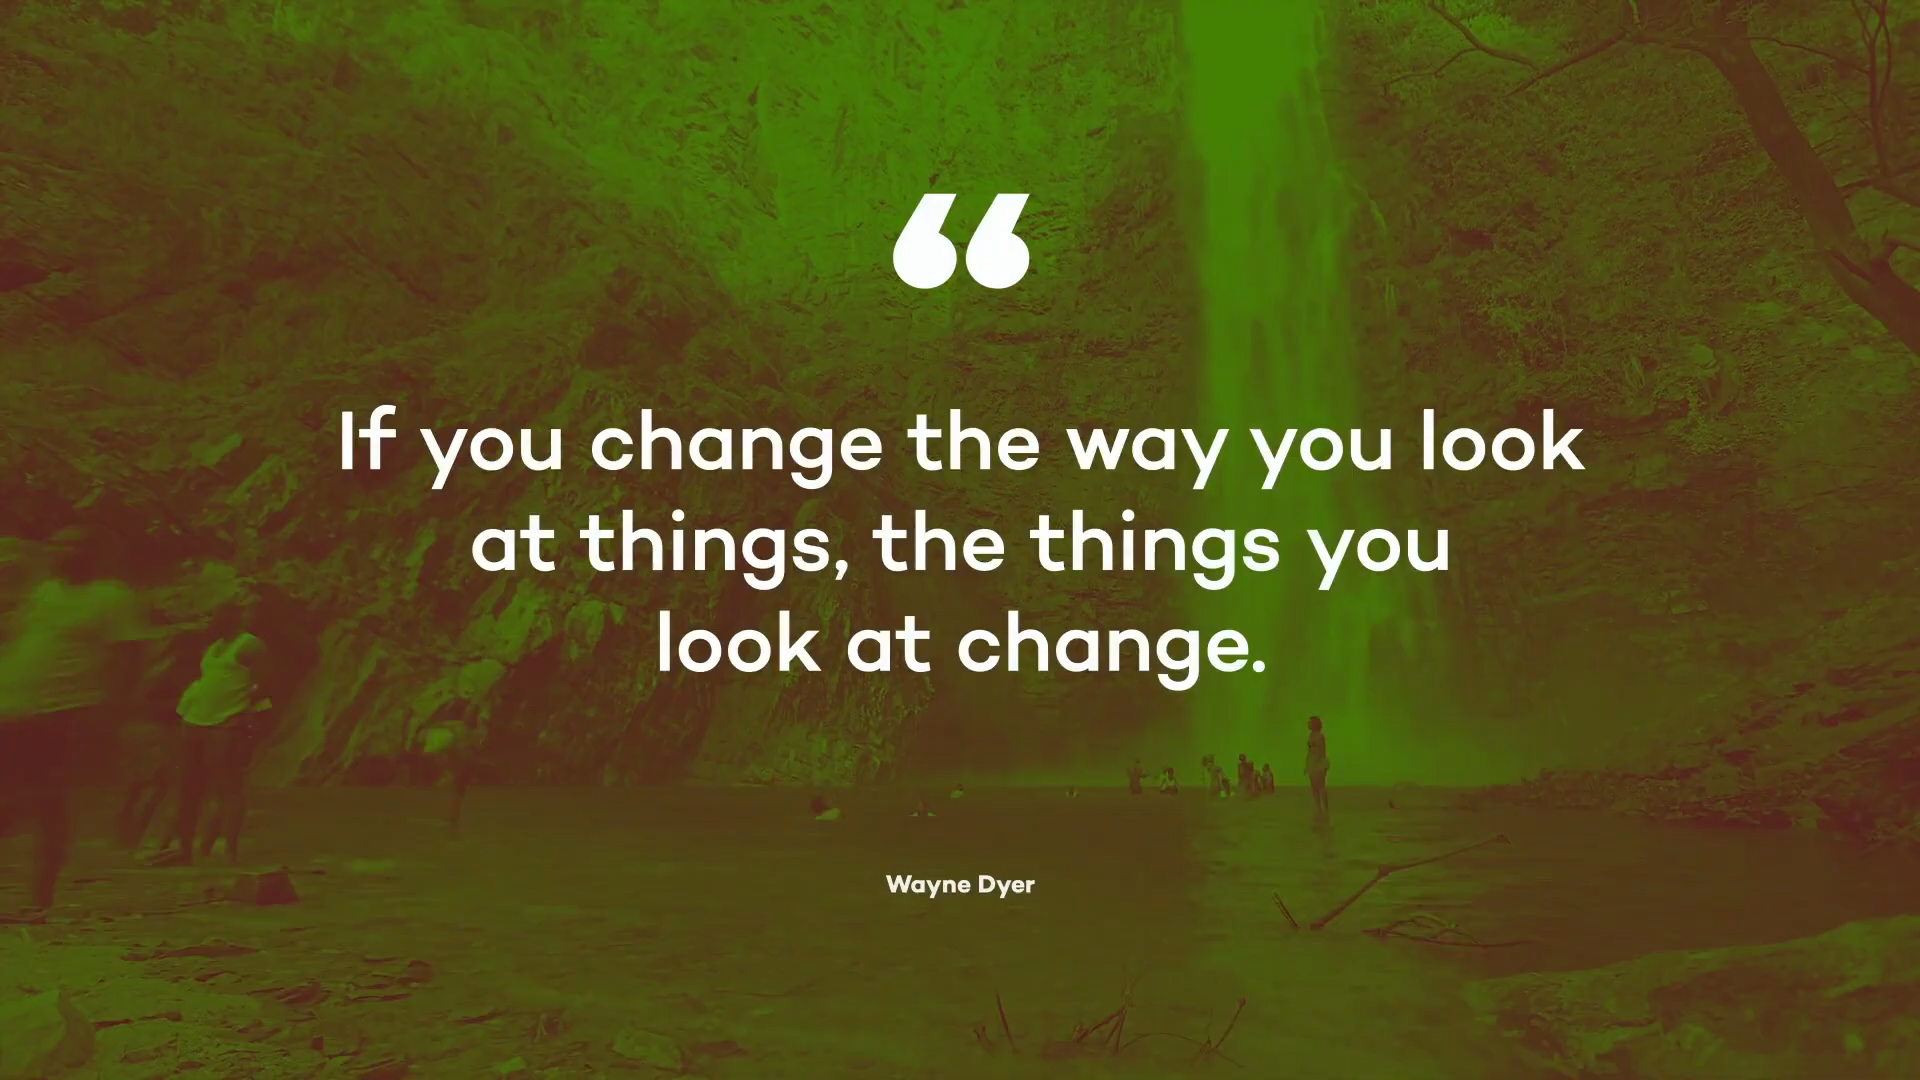 “
If you change the way you look
at things, the things you
look at change.
Wayne Dyer